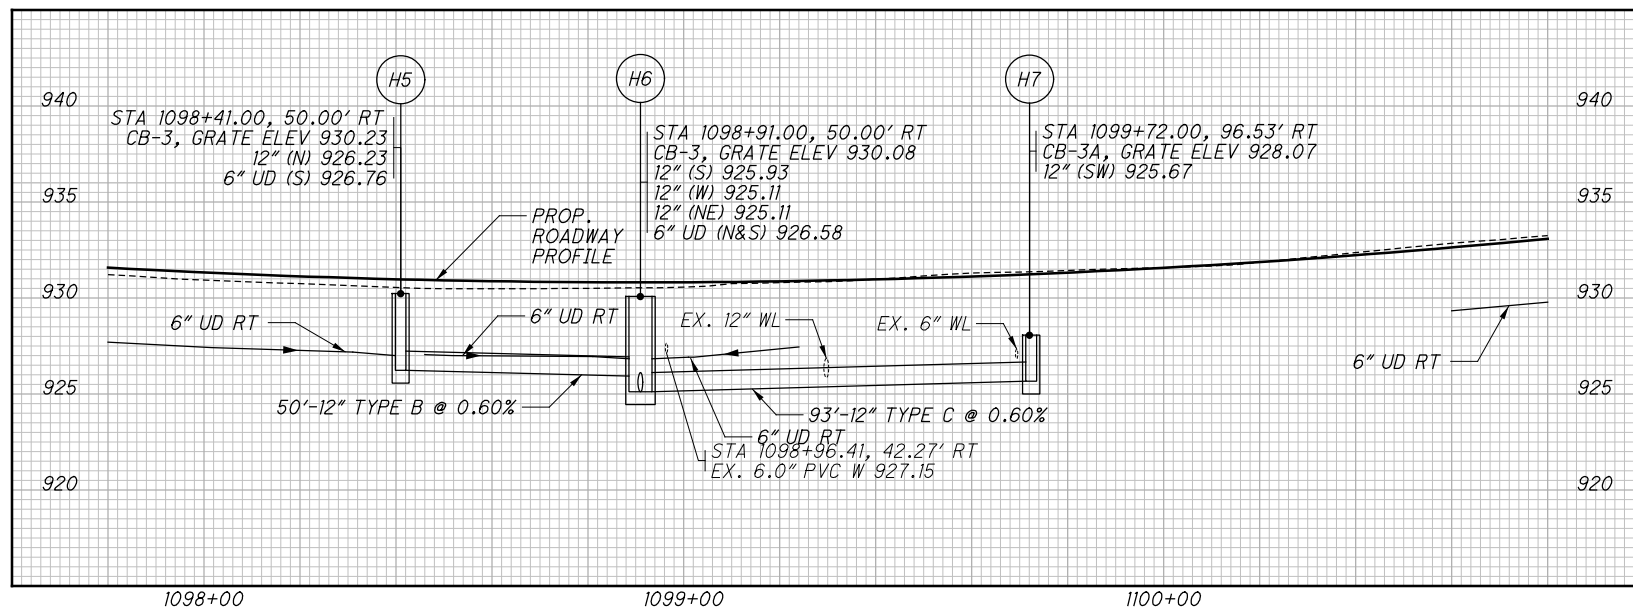 H5
H6
H7
940
940
STA 1098+41.00, 50.00' RT
CB-3, GRATE ELEV 930.23
12" (N) 926.23
6" UD (S) 926.76
STA 1098+91.00, 50.00' RT
CB-3, GRATE ELEV 930.08
12" (S) 925.93
12" (W) 925.11
12" (NE) 925.11
6" UD (N&S) 926.58
STA 1099+72.00, 96.53' RT
CB-3A, GRATE ELEV 928.07
12" (SW) 925.67
935
935
PROP.
ROADWAY
PROFILE
930
930
6" UD RT
6" UD RT
EX. 12" WL
EX. 6" WL
6" UD RT
925
925
50'-12" TYPE B @ 0.60%
93'-12" TYPE C @ 0.60%
6" UD RT
STA 1098+96.41, 42.27' RT
EX. 6.0" PVC W 927.15
920
920
1098+00
1099+00
1100+00